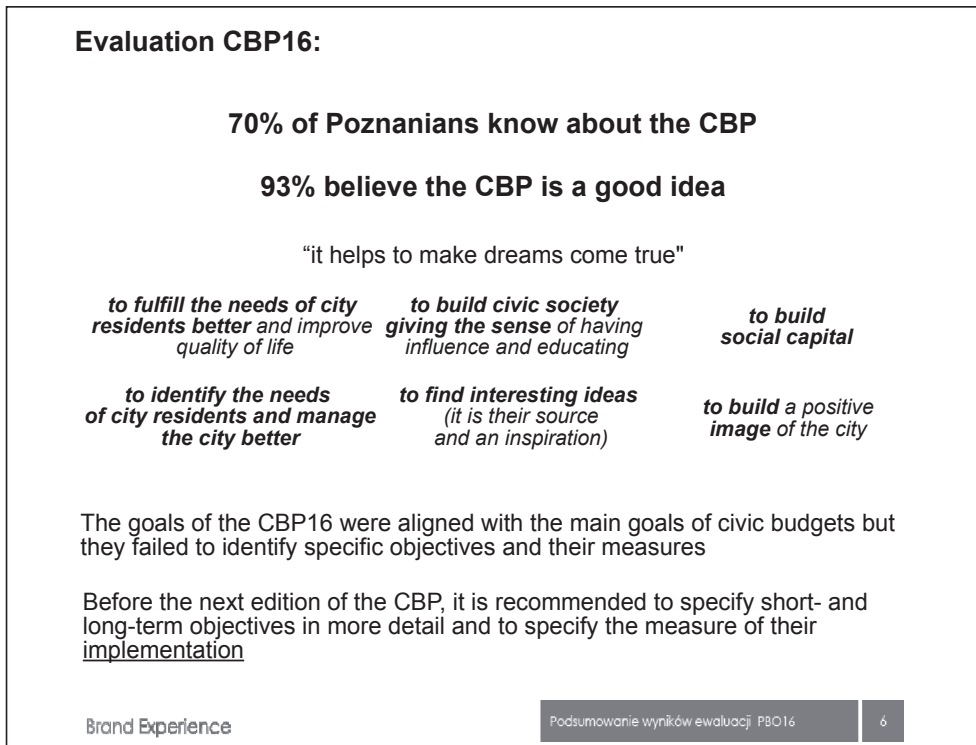 Evaluation CBP16:
70% of Poznanians know about the CBP
93% believe the CBP is a good idea
“it helps to make dreams come true"
to fulfill the needs of city
residents better and improve
quality of life
to build civic society
giving the sense of having
influence and educating
to build
social capital
to identify the needs
of city residents and manage
the city better
to find interesting ideas
(it is their source
and an inspiration)
to build a positive
image of the city
The goals of the CBP16 were aligned with the main goals of civic budgets but
they failed to identify specific objectives and their measures
Before the next edition of the CBP, it is recommended to specify short- and
long-term objectives in more detail and to specify the measure of their
implementation
Brand Experience
Podsumowanie wyników ewaluacji PBO16
6